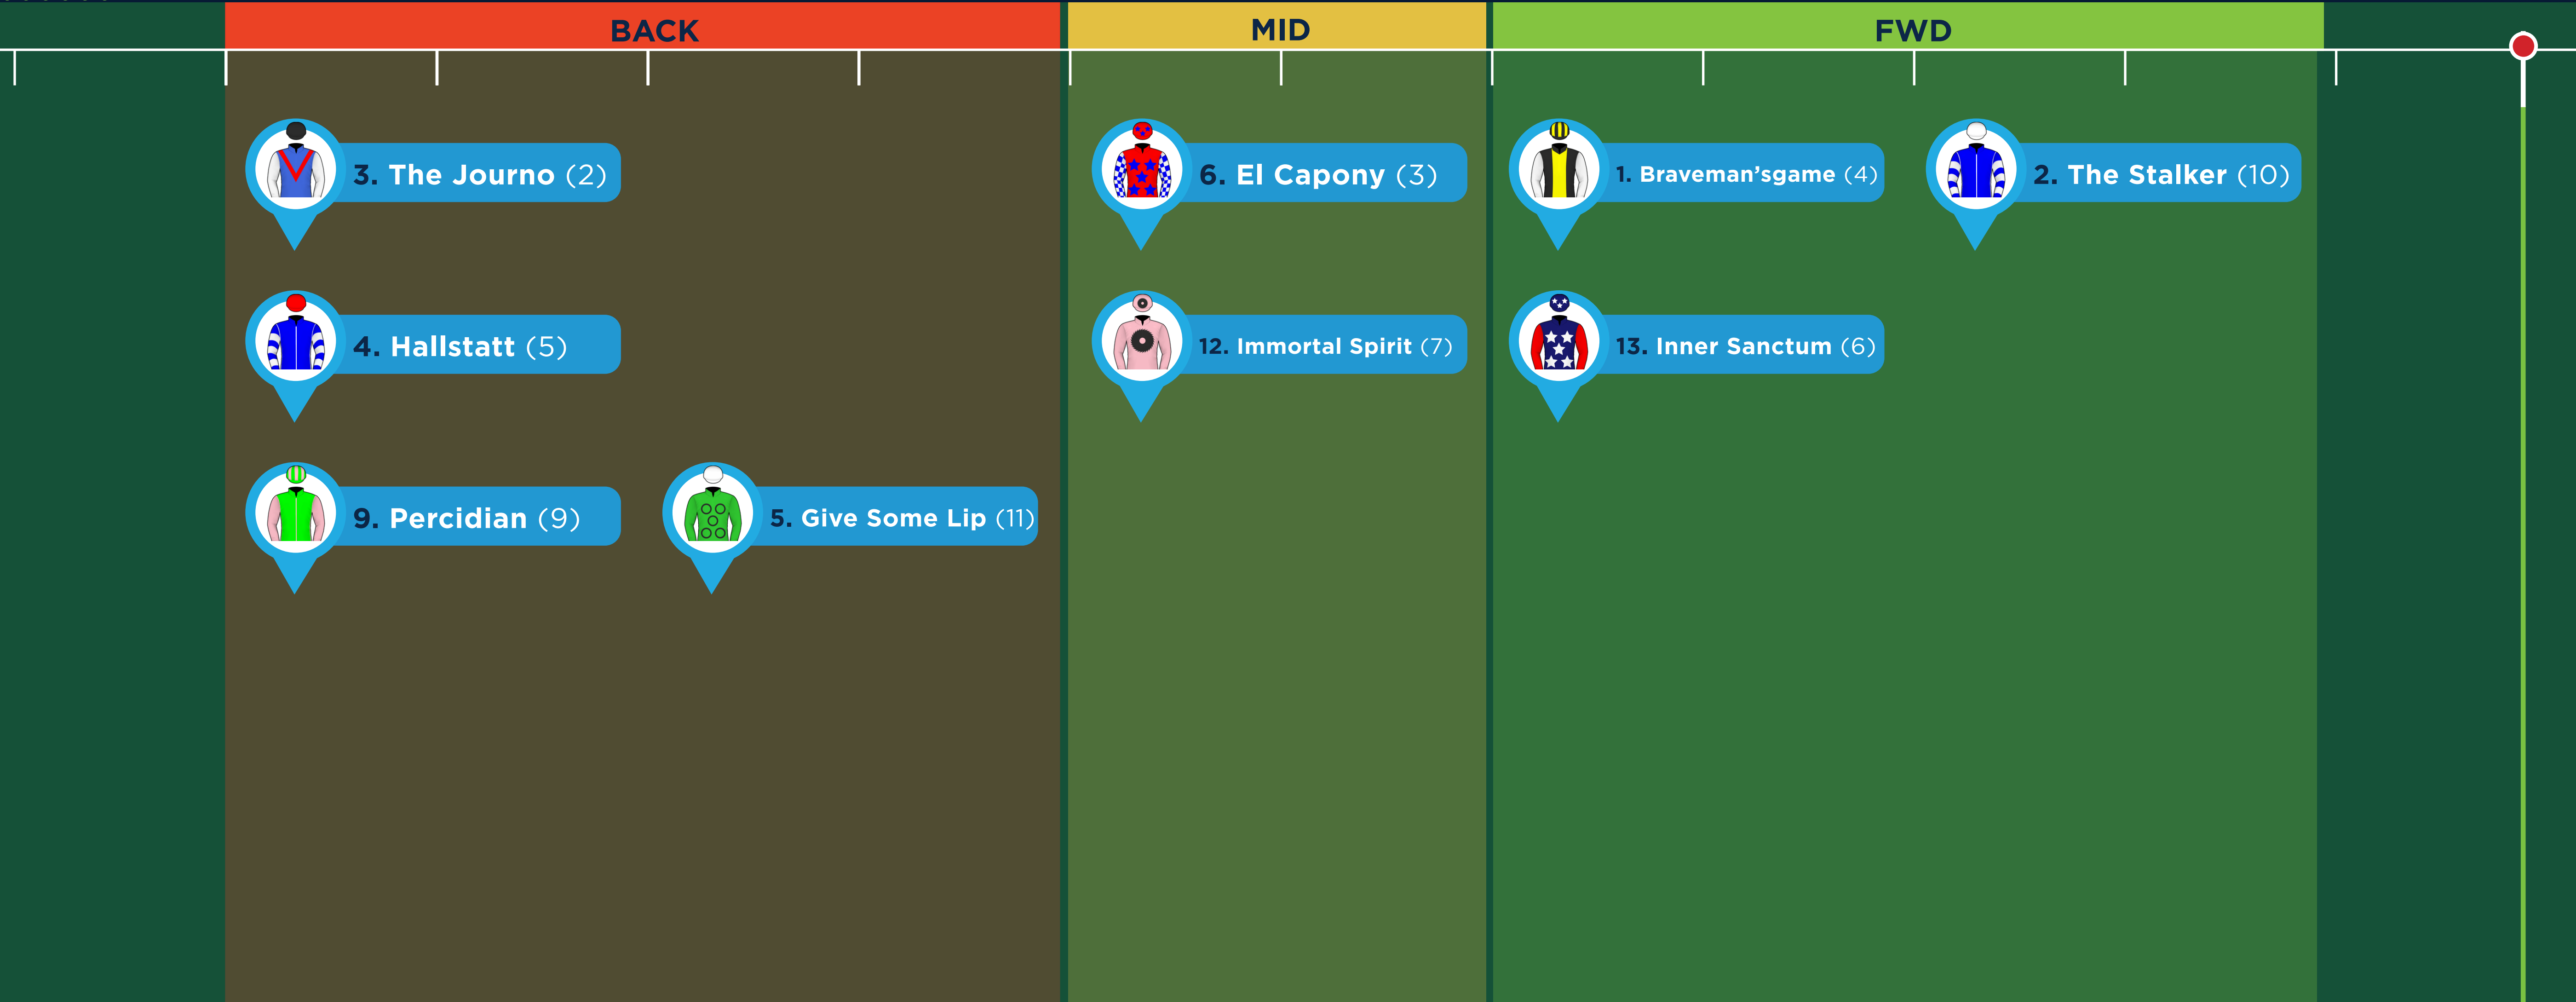 BACK
MID
FWD
3. The Journo (2)
6. El Capony (3)
1. Braveman’sgame (4)
2. The Stalker (10)
4. Hallstatt (5)
12. Immortal Spirit (7)
13. Inner Sanctum (6)
9. Percidian (9)
5. Give Some Lip (11)